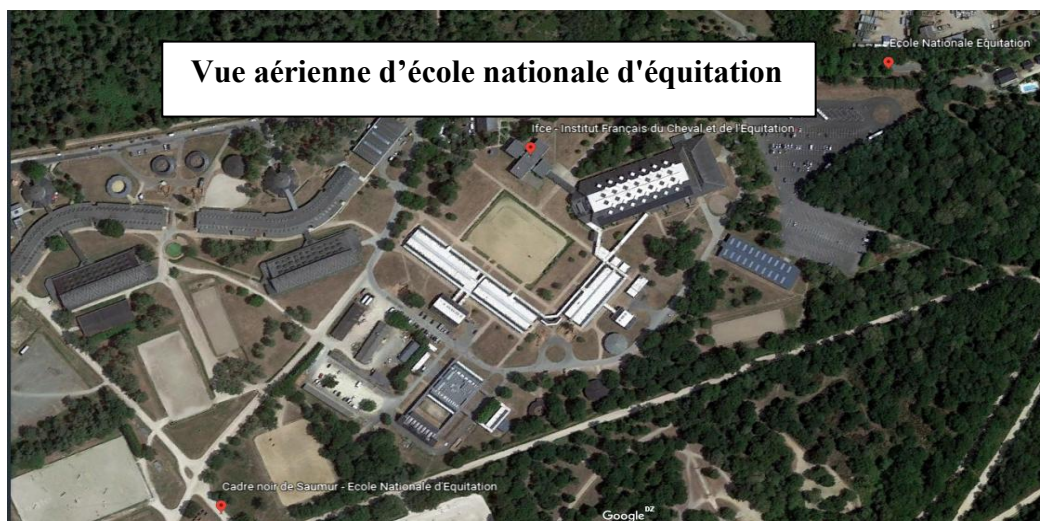 Vue aérienne d’école nationale d'équitation
Ecole Nationale Equitation
Ifce - Institut Français du Cheval et de l'Equitation
Cadre noir de Saumur - Ecole Nationale d'Equitation
Google DZ